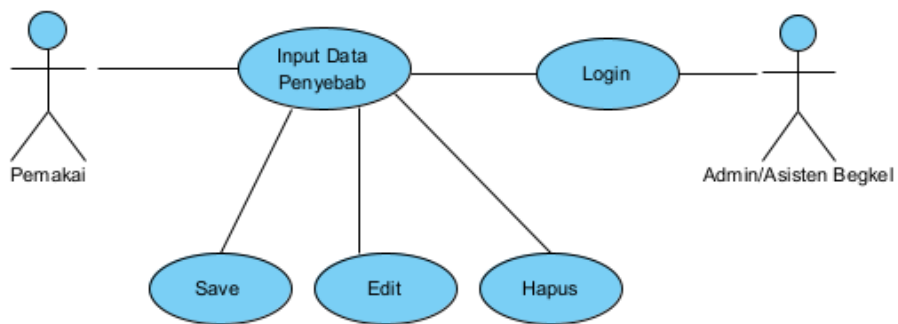 Input Data
Penyebab
Login
Pemakai
Admin/Asisten Begkel
Save
Edit
Hapus